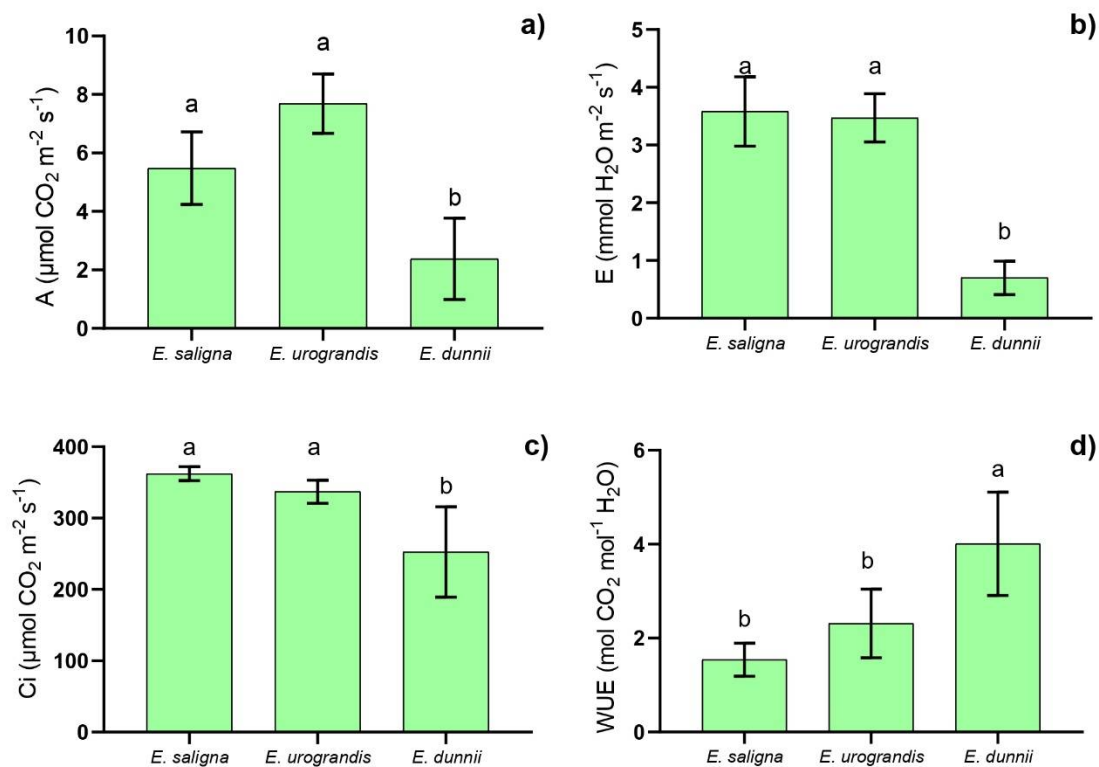 a)
A (µmol CO₂ m⁻² s⁻¹)
10
8
6
4
2
0
a
a
b
E. saligna
E. urograndis
E. dunnii
b)
E (mmol H₂O m⁻² s⁻¹)
5
4
3
2
1
0
a
a
b
E. saligna
E. urograndis
E. dunnii
c)
Ci (µmol CO₂ m⁻² s⁻¹)
400
300
200
100
0
a
a
b
E. saligna
E. urograndis
E. dunnii
d)
WUE (mol CO₂ mol⁻¹ H₂O)
6
4
2
0
b
b
a
E. saligna
E. urograndis
E. dunnii